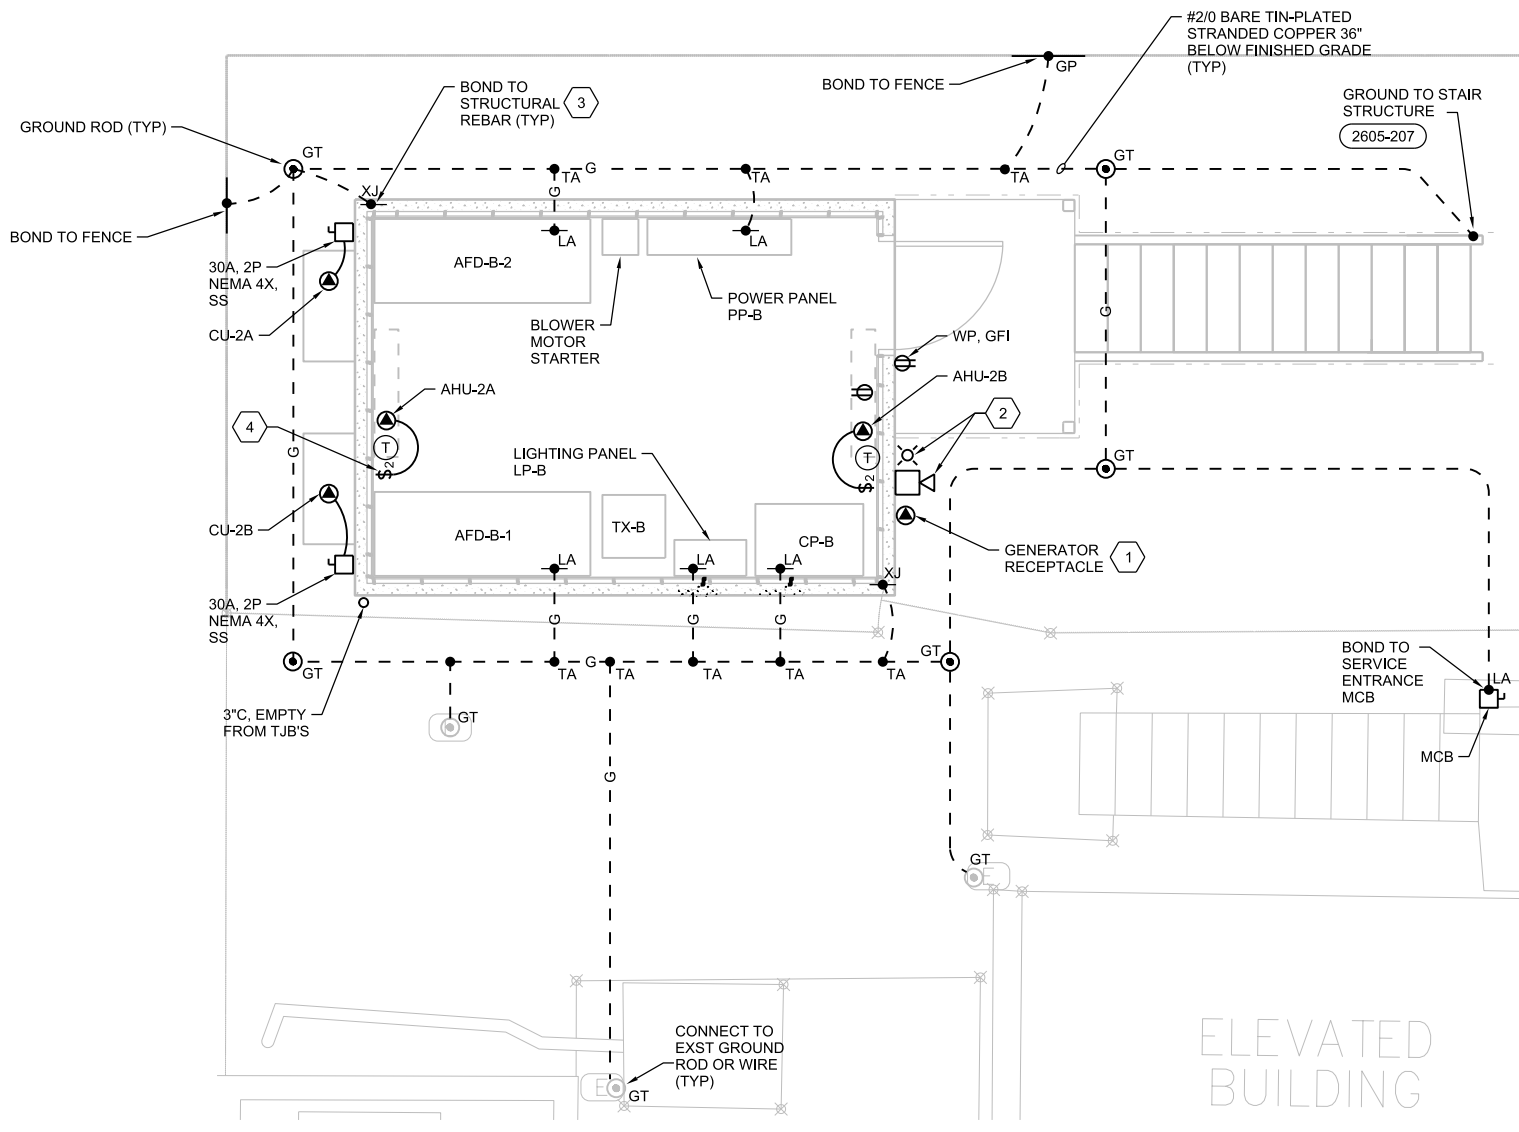 #2/0 BARE TIN-PLATED
STRANDED COPPER 36"
BELOW FINISHED GRADE
(TYP)
BOND TO FENCE
GP
BOND TO
STRUCTURAL
REBAR (TYP)
3
GROUND TO STAIR
STRUCTURE
2605-207
GROUND ROD (TYP)
GT
GT
G
TA
TA
TA
XJ
G
BOND TO FENCE
LA
LA
30A, 2P
NEMA 4X,
SS
AFD-B-2
POWER PANEL
PP-B
G
BLOWER
MOTOR
STARTER
CU-2A
WP, GFI
AHU-2A
AHU-2B
4
2
G
T
T
$2
$2
LIGHTING PANEL
LP-B
GT
CU-2B
AFD-B-1
TX-B
CP-B
GENERATOR
RECEPTACLE
1
LA
LA
LA
XJ
30A, 2P
NEMA 4X,
SS
G
G
G
GT
GT
TA
G
TA
TA
TA
TA
BOND TO
SERVICE
ENTRANCE
MCB
LA
3"C, EMPTY
FROM TJB'S
GT
MCB
G
GT
E
CONNECT TO
EXST GROUND
ROD OR WIRE
(TYP)
E
GT
ELEVATED
BUILDING